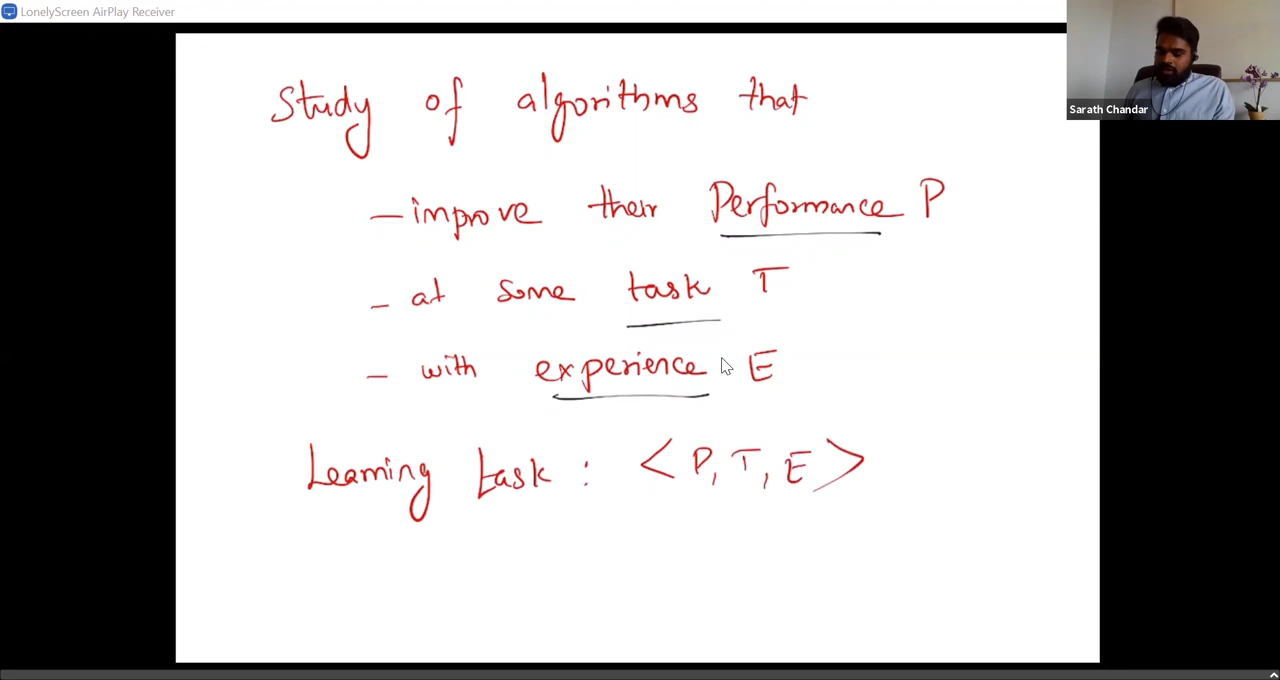 LonelyScreen AirPlay Receiver
Sarath Chandar
Study of algorithms that
- improve their Performance P
- at some task T
- with experience E
Learning task : < P, T, E >